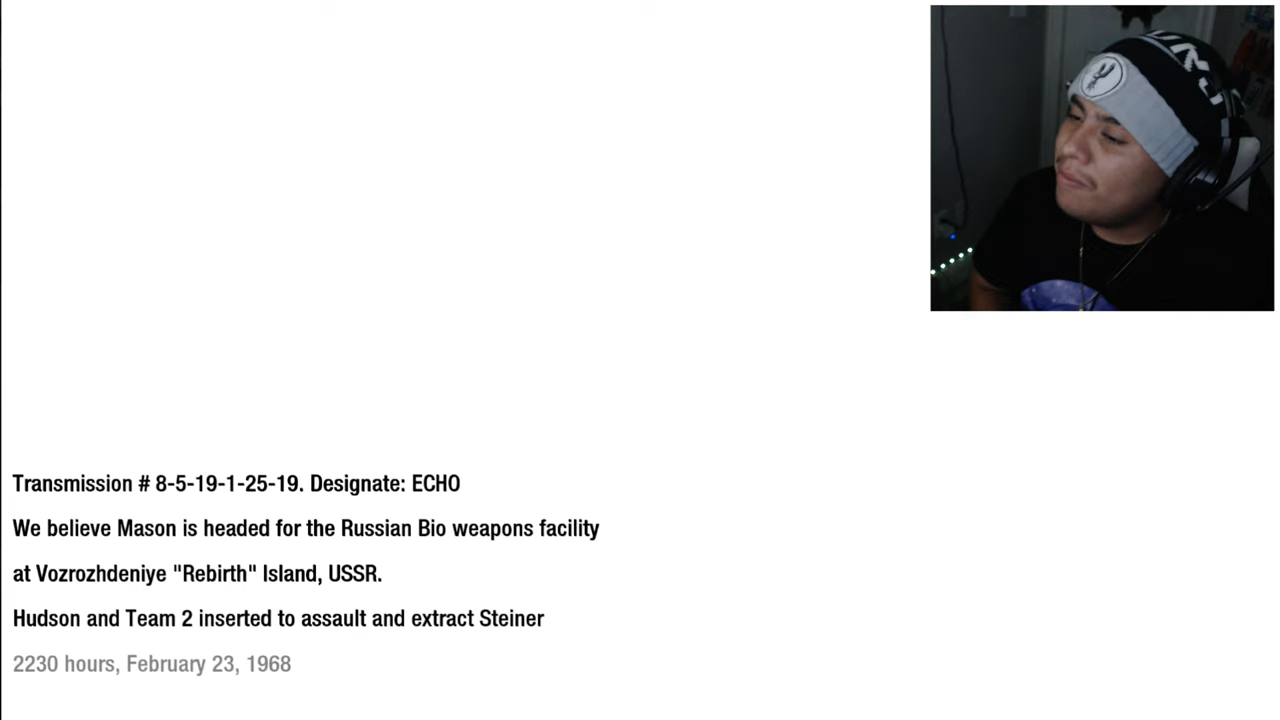 Transmission # 8-5-19-1-25-19. Designate: ECHO
We believe Mason is headed for the Russian Bio weapons facility
at Vozrozhdeniye "Rebirth" Island, USSR.
Hudson and Team 2 inserted to assault and extract Steiner
2230 hours, February 23, 1968